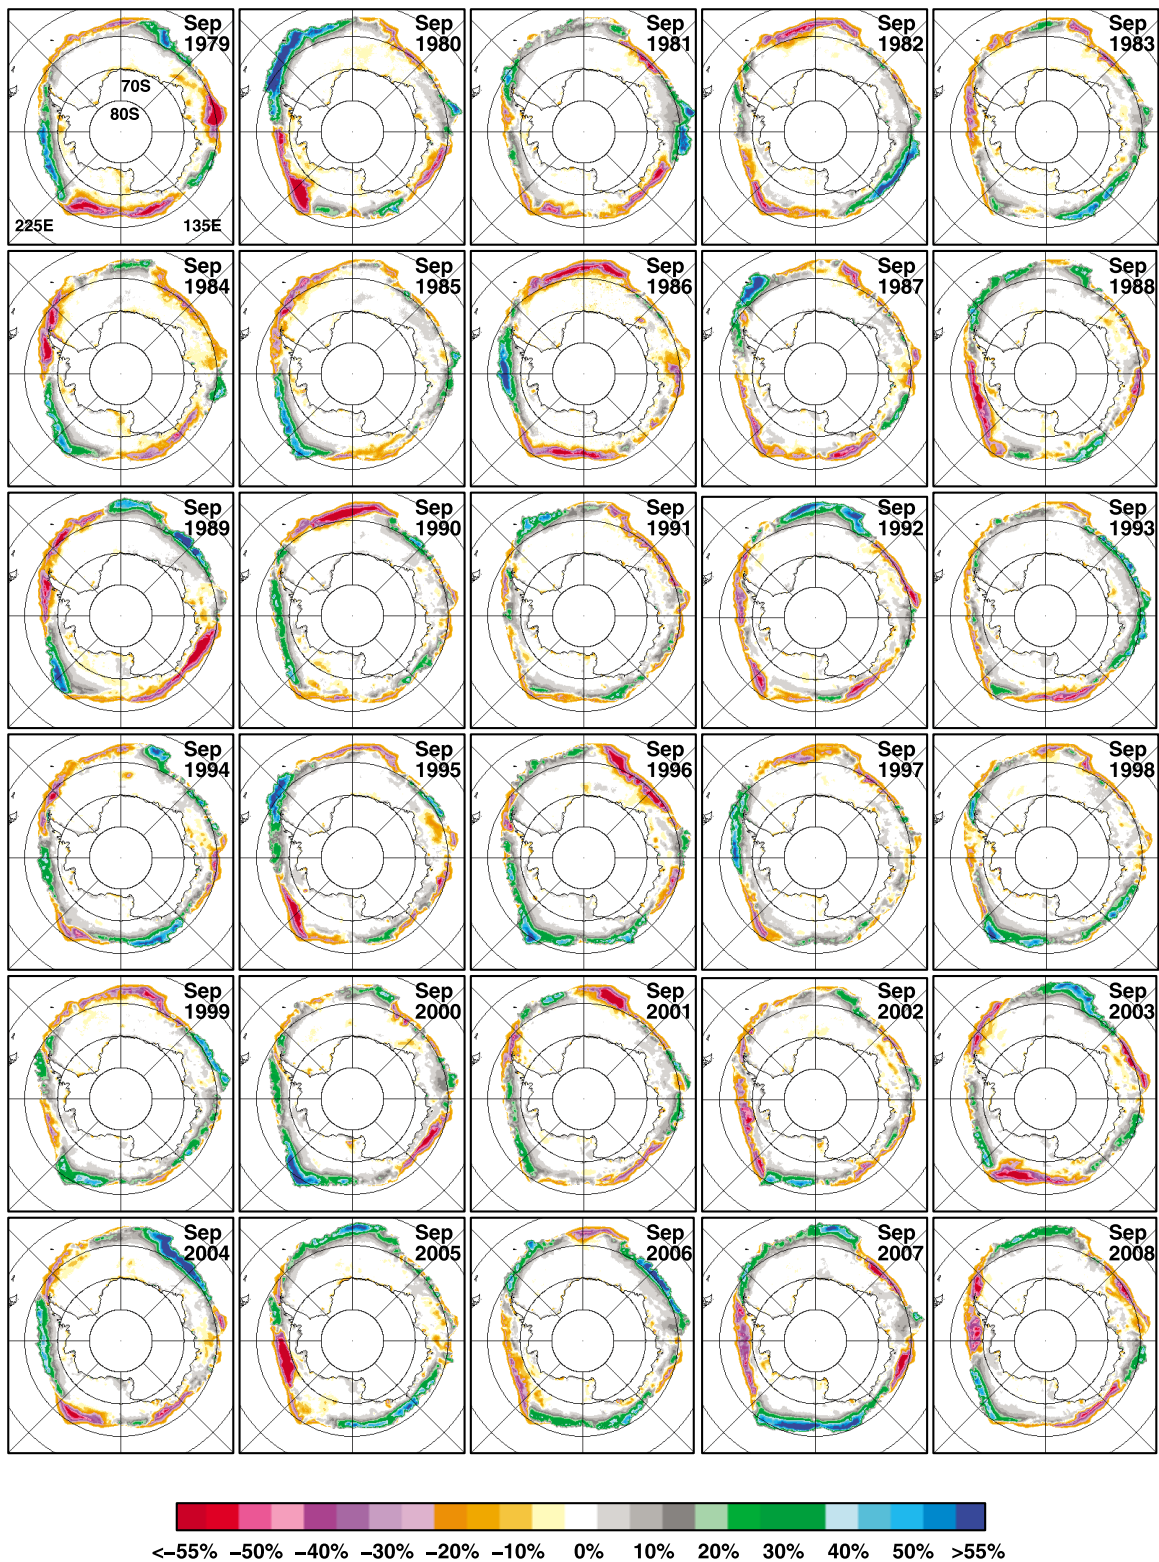 Sep
1979
70S
80S
225E
135E
Sep
1980
Sep
1981
Sep
1982
Sep
1983
Sep
1984
Sep
1985
Sep
1986
Sep
1987
Sep
1988
Sep
1989
Sep
1990
Sep
1991
Sep
1992
Sep
1993
Sep
1994
Sep
1995
Sep
1996
Sep
1997
Sep
1998
Sep
1999
Sep
2000
Sep
2001
Sep
2002
Sep
2003
Sep
2004
Sep
2005
Sep
2006
Sep
2007
Sep
2008
<−55% −50% −40% −30% −20% −10% 0% 10% 20% 30% 40% 50% >55%